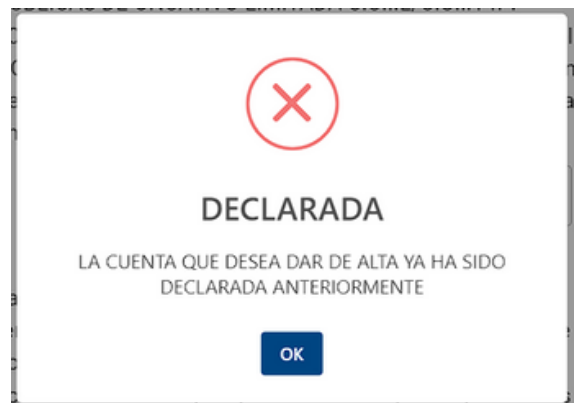 DECLARADA
LA CUENTA QUE DESEA DAR DE ALTA YA HA SIDO
DECLARADA ANTERIORMENTE
OK